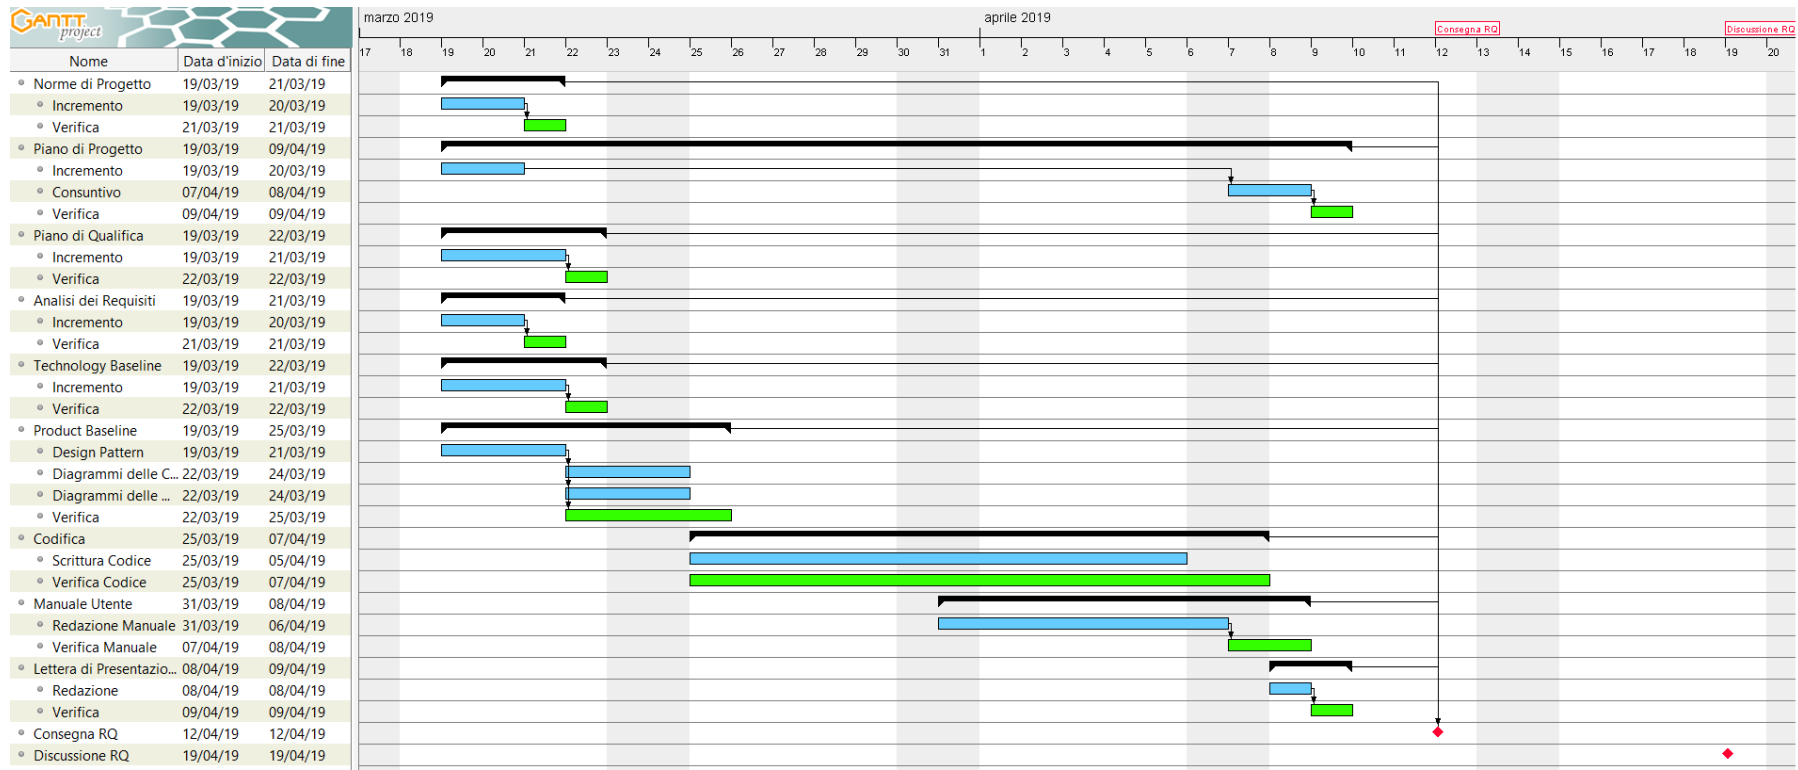 GANTT
project
marzo 2019
aprile 2019
Consegna RQ
Discussione RQ
17 18 19 20 21 22 23 24 25 26 27 28 29 30 31 1 2 3 4 5 6 7 8 9 10 11 12 13 14 15 16 17 18 19 20
Nome Data d'inizio Data di fine
Norme di Progetto 19/03/19 21/03/19
Incremento 19/03/19 20/03/19
Verifica 21/03/19 21/03/19
Piano di Progetto 19/03/19 09/04/19
Incremento 19/03/19 20/03/19
Consuntivo 07/04/19 08/04/19
Verifica 09/04/19 09/04/19
Piano di Qualifica 19/03/19 22/03/19
Incremento 19/03/19 21/03/19
Verifica 22/03/19 22/03/19
Analisi dei Requisiti 19/03/19 21/03/19
Incremento 19/03/19 20/03/19
Verifica 21/03/19 21/03/19
Technology Baseline 19/03/19 22/03/19
Incremento 19/03/19 21/03/19
Verifica 22/03/19 22/03/19
Product Baseline 19/03/19 25/03/19
Design Pattern 19/03/19 21/03/19
Diagrammi delle C... 22/03/19 24/03/19
Diagrammi delle ... 22/03/19 24/03/19
Verifica 22/03/19 25/03/19
Codifica 25/03/19 07/04/19
Scrittura Codice 25/03/19 05/04/19
Verifica Codice 25/03/19 07/04/19
Manuale Utente 31/03/19 08/04/19
Redazione Manuale 31/03/19 06/04/19
Verifica Manuale 07/04/19 08/04/19
Lettera di Presentazio... 08/04/19 09/04/19
Redazione 08/04/19 08/04/19
Verifica 09/04/19 09/04/19
Consegna RQ 12/04/19 12/04/19
Discussione RQ 19/04/19 19/04/19